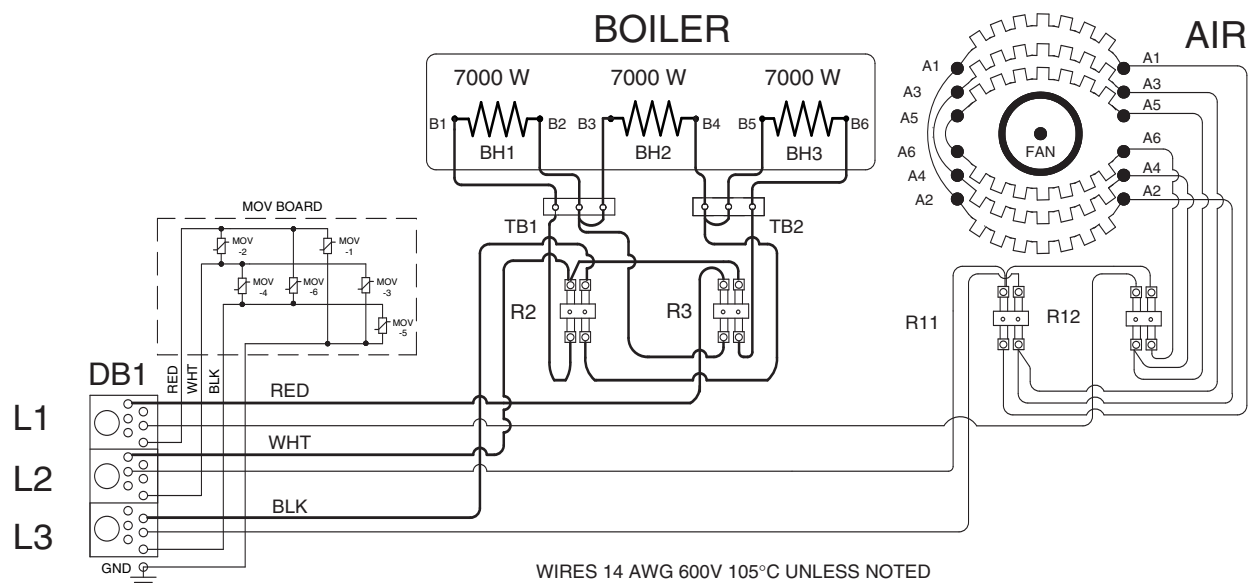 BOILER
AIR
7000 W
7000 W
7000 W
B1
B2
B3
B4
B5
B6
BH1
BH2
BH3
A1
A3
A5
A6
A4
A2
FAN
A1
A3
A5
A6
A4
A2
TB1
TB2
MOV BOARD
MOV
-2
MOV
-1
MOV
-4
MOV
-6
MOV
-3
MOV
-5
R2
R3
R11
R12
RED
WHT
BLK
DB1
L1
L2
L3
RED
WHT
BLK
GND
WIRES 14 AWG 600V 105°C UNLESS NOTED